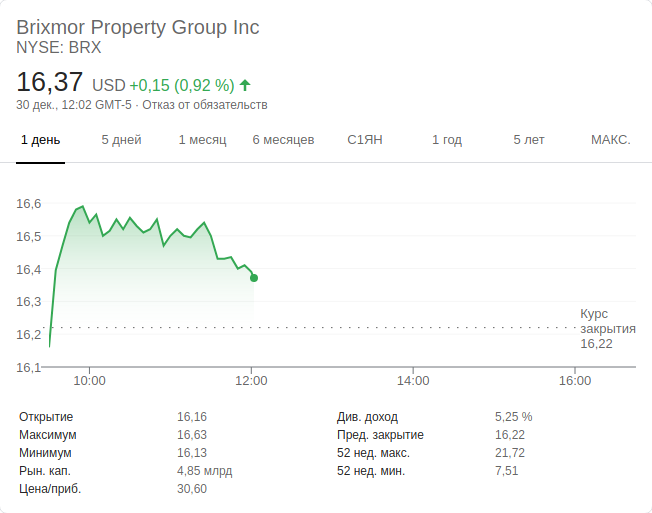 Brixmor Property Group Inc
NYSE: BRX
16,37 USD +0,15 (0,92 %)
30 дек., 12:02 GMT-5 · Отказ от обязательств
1 день 5 дней 1 месяц 6 месяцев С1ЯН 1 год 5 лет МАКС.
16,6
16,5
16,4
16,3
16,2
16,1
Курс
закрытия
16,22
10:00 12:00 14:00 16:00
Открытие 16,16 Див. доход 5,25 %
Максимум 16,63 Пред. закрытие 16,22
Минимум 16,13 52 нед. макс. 21,72
Рын. кап. 4,85 млрд 52 нед. мин. 7,51
Цена/приб. 30,60